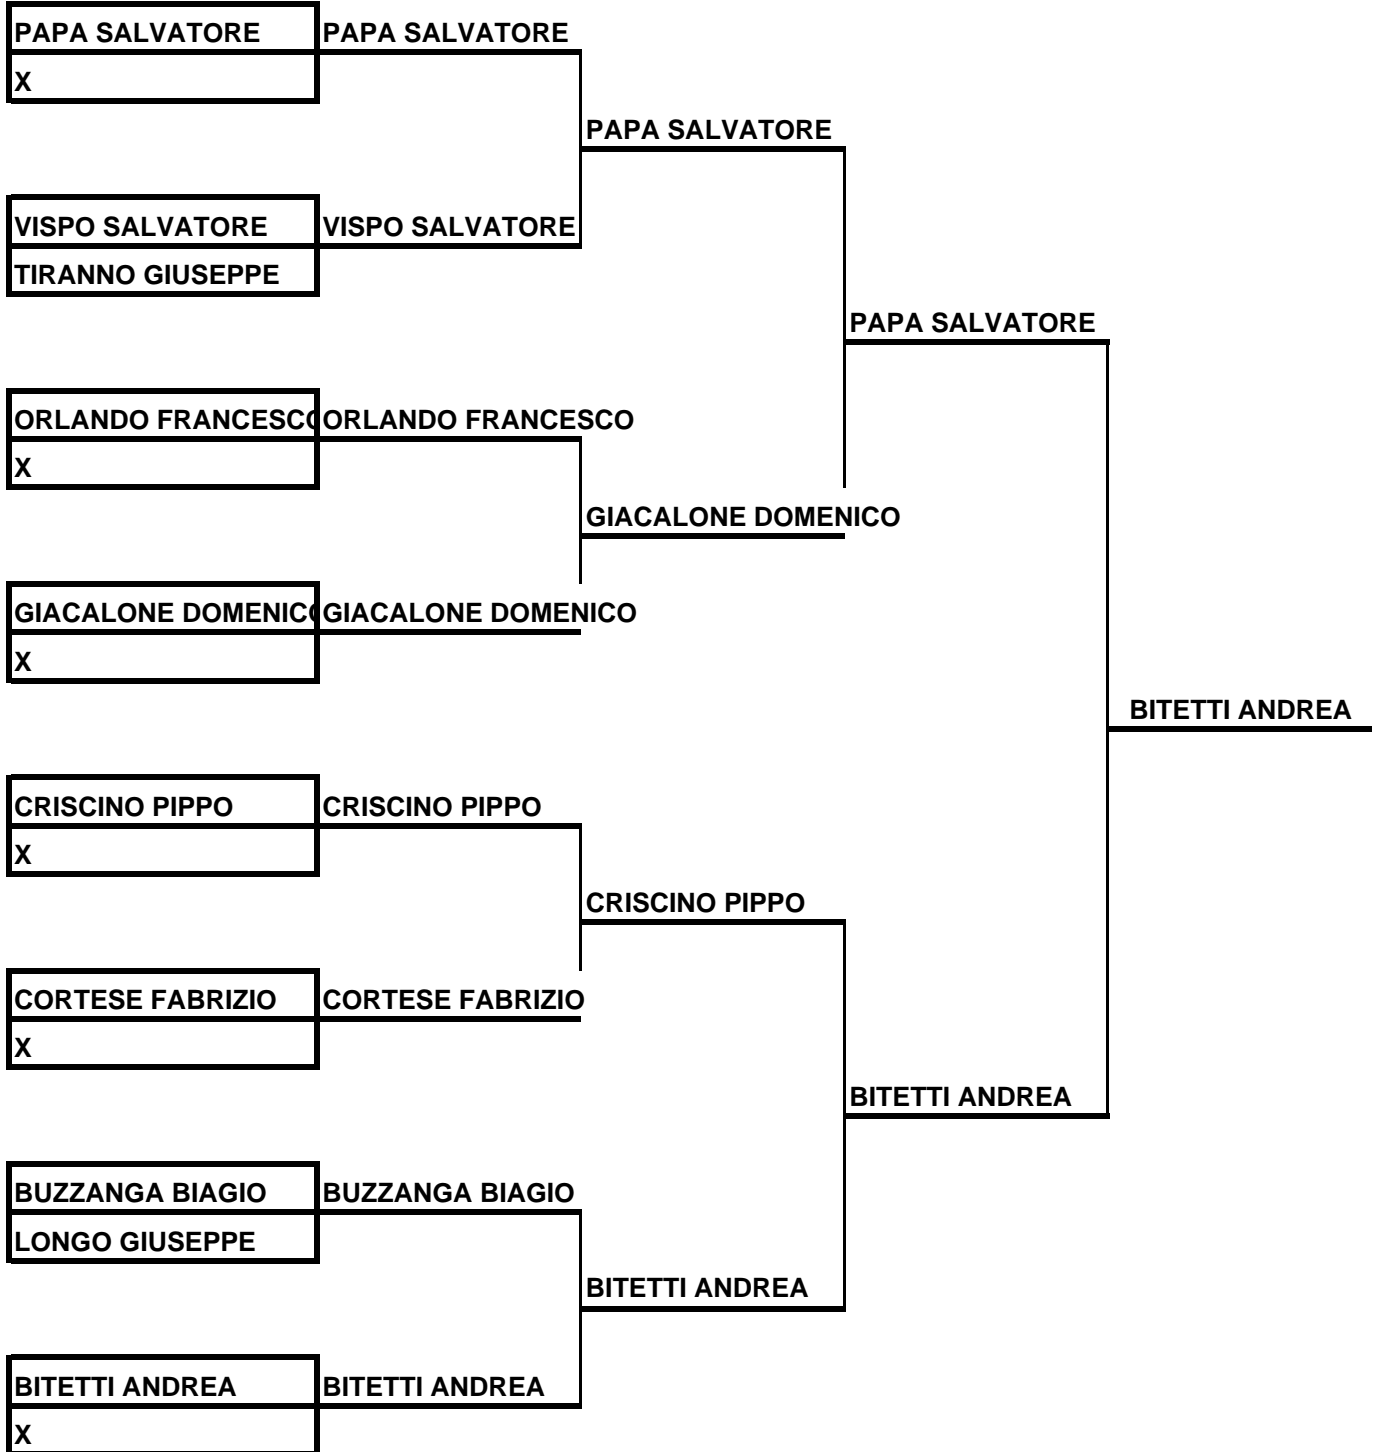 PAPA SALVATORE PAPA SALVATORE
X
PAPA SALVATORE
VISPO SALVATORE VISPO SALVATORE
TIRANNO GIUSEPPE
PAPA SALVATORE
ORLANDO FRANCESCO ORLANDO FRANCESCO
X
GIACALONE DOMENICO
GIACALONE DOMENICO GIACALONE DOMENICO
X
BITETTI ANDREA
CRISCINO PIPPO CRISCINO PIPPO
X
CRISCINO PIPPO
CORTESE FABRIZIO CORTESE FABRIZIO
X
BITETTI ANDREA
BUZZANGA BIAGIO BUZZANGA BIAGIO
LONGO GIUSEPPE
BITETTI ANDREA
BITETTI ANDREA BITETTI ANDREA
X